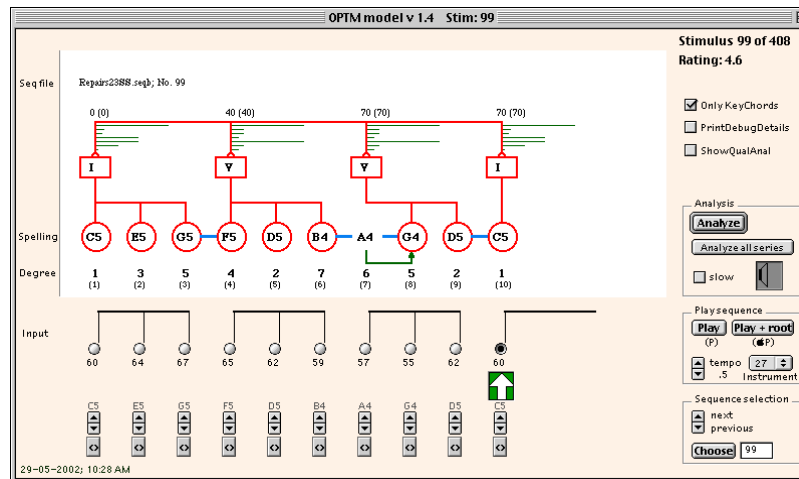 OPTM model v 1.4 Stim: 99
Stimulus 99 of 408
Rating: 4.6
Seq file
Repairs2388.seqb; No. 99
0 (0) 40 (40) 70 (70) 70 (70)
Only KeyChords
PrintDebugDetails
ShowQualAnal
I V V I
Spelling
C5 E5 G5 F5 D5 B4 A4 G4 D5 C5
Degree
1 3 5 4 2 7 6 5 2 1
(1) (2) (3) (4) (5) (6) (7) (8) (9) (10)
Analysis
Analyze
Analyze all series
slow
Input
60 64 67 65 62 59 57 55 62 60
Play sequence
Play Play + root
(P) (P)
tempo 27
.5 Instrument
C5 E5 G5 F5 D5 B4 A4 G4 D5 C5
Sequence selection
next
previous
Choose 99
29-05-2002; 10:28 AM